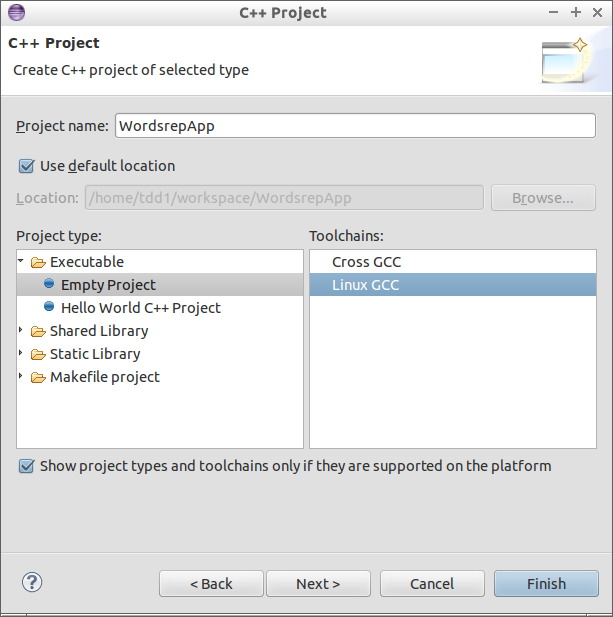 C++ Project
C++ Project
Create C++ project of selected type
Project name: WordsrepApp
Use default location
Location: /home/tdd1/workspace/WordsrepApp Browse...
Project type: Toolchains:
Executable Cross GCC
Empty Project Linux GCC
Hello World C++ Project
Shared Library
Static Library
Makefile project
Show project types and toolchains only if they are supported on the platform
? < Back Next > Cancel Finish